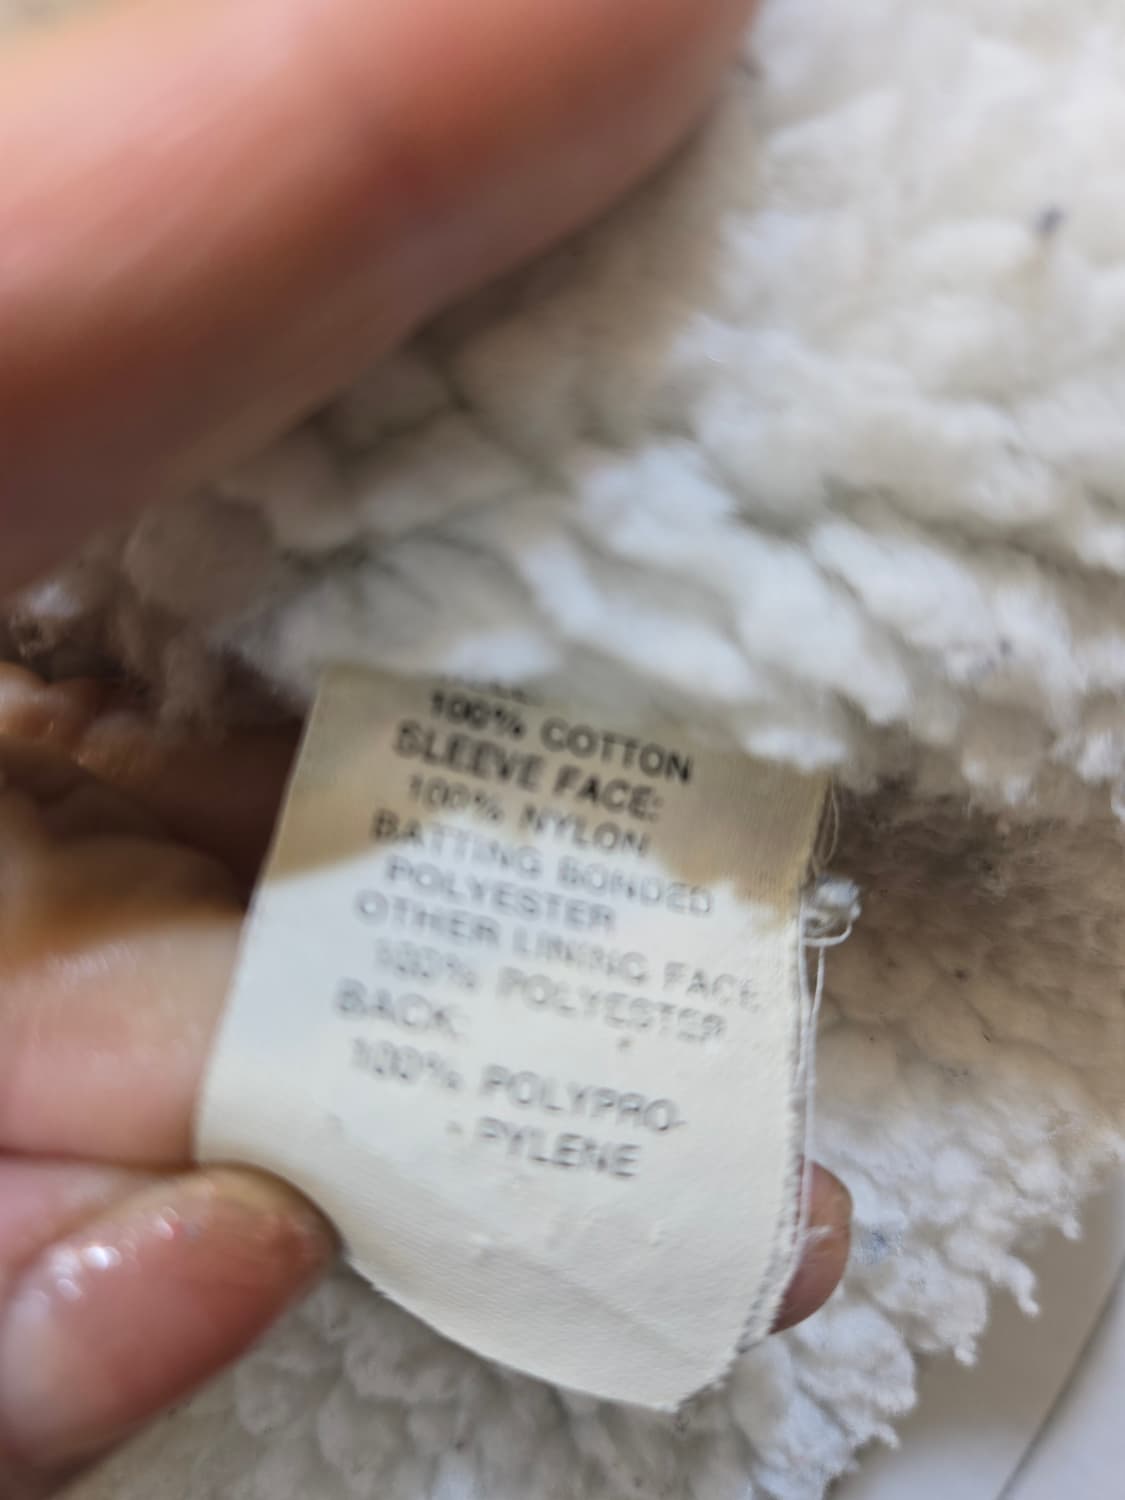 100% COTTON
SLEEVE FACE:
100% NYLON
BATTING BONDED
POLYESTER
OTHER LINING FACE
100% POLYESTER
BACK:
100% POLYPRO-
- PYLENE